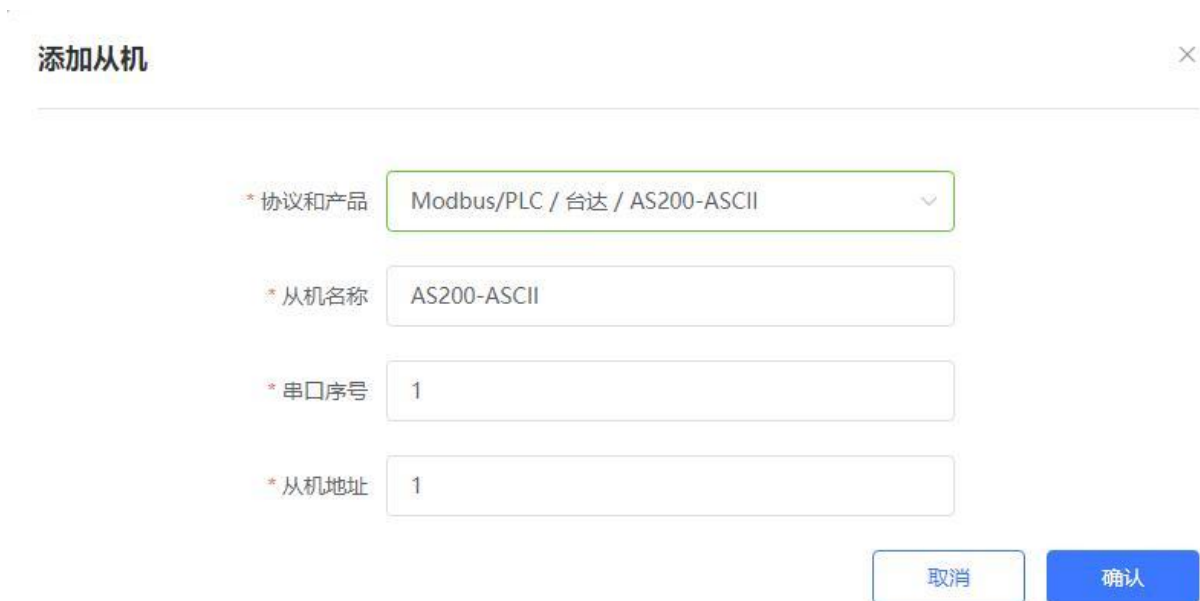 添加从机
* 协议和产品 Modbus/PLC / 台达 / AS200-ASCII
* 从机名称 AS200-ASCII
* 串口序号 1
* 从机地址 1
取消 确认